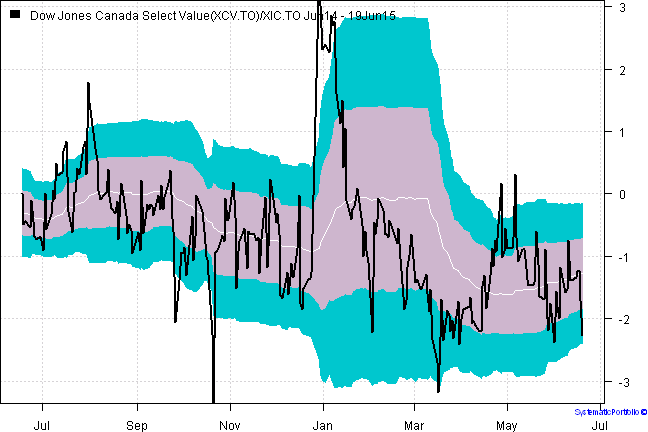 Dow Jones Canada Select Value(XCV.TO)/XIC.TO Jun14 - 19Jun15
3
2
1
0
-1
-2
-3
SystematicPortfolio ©
Jul Sep Nov Jan Mar May Jul